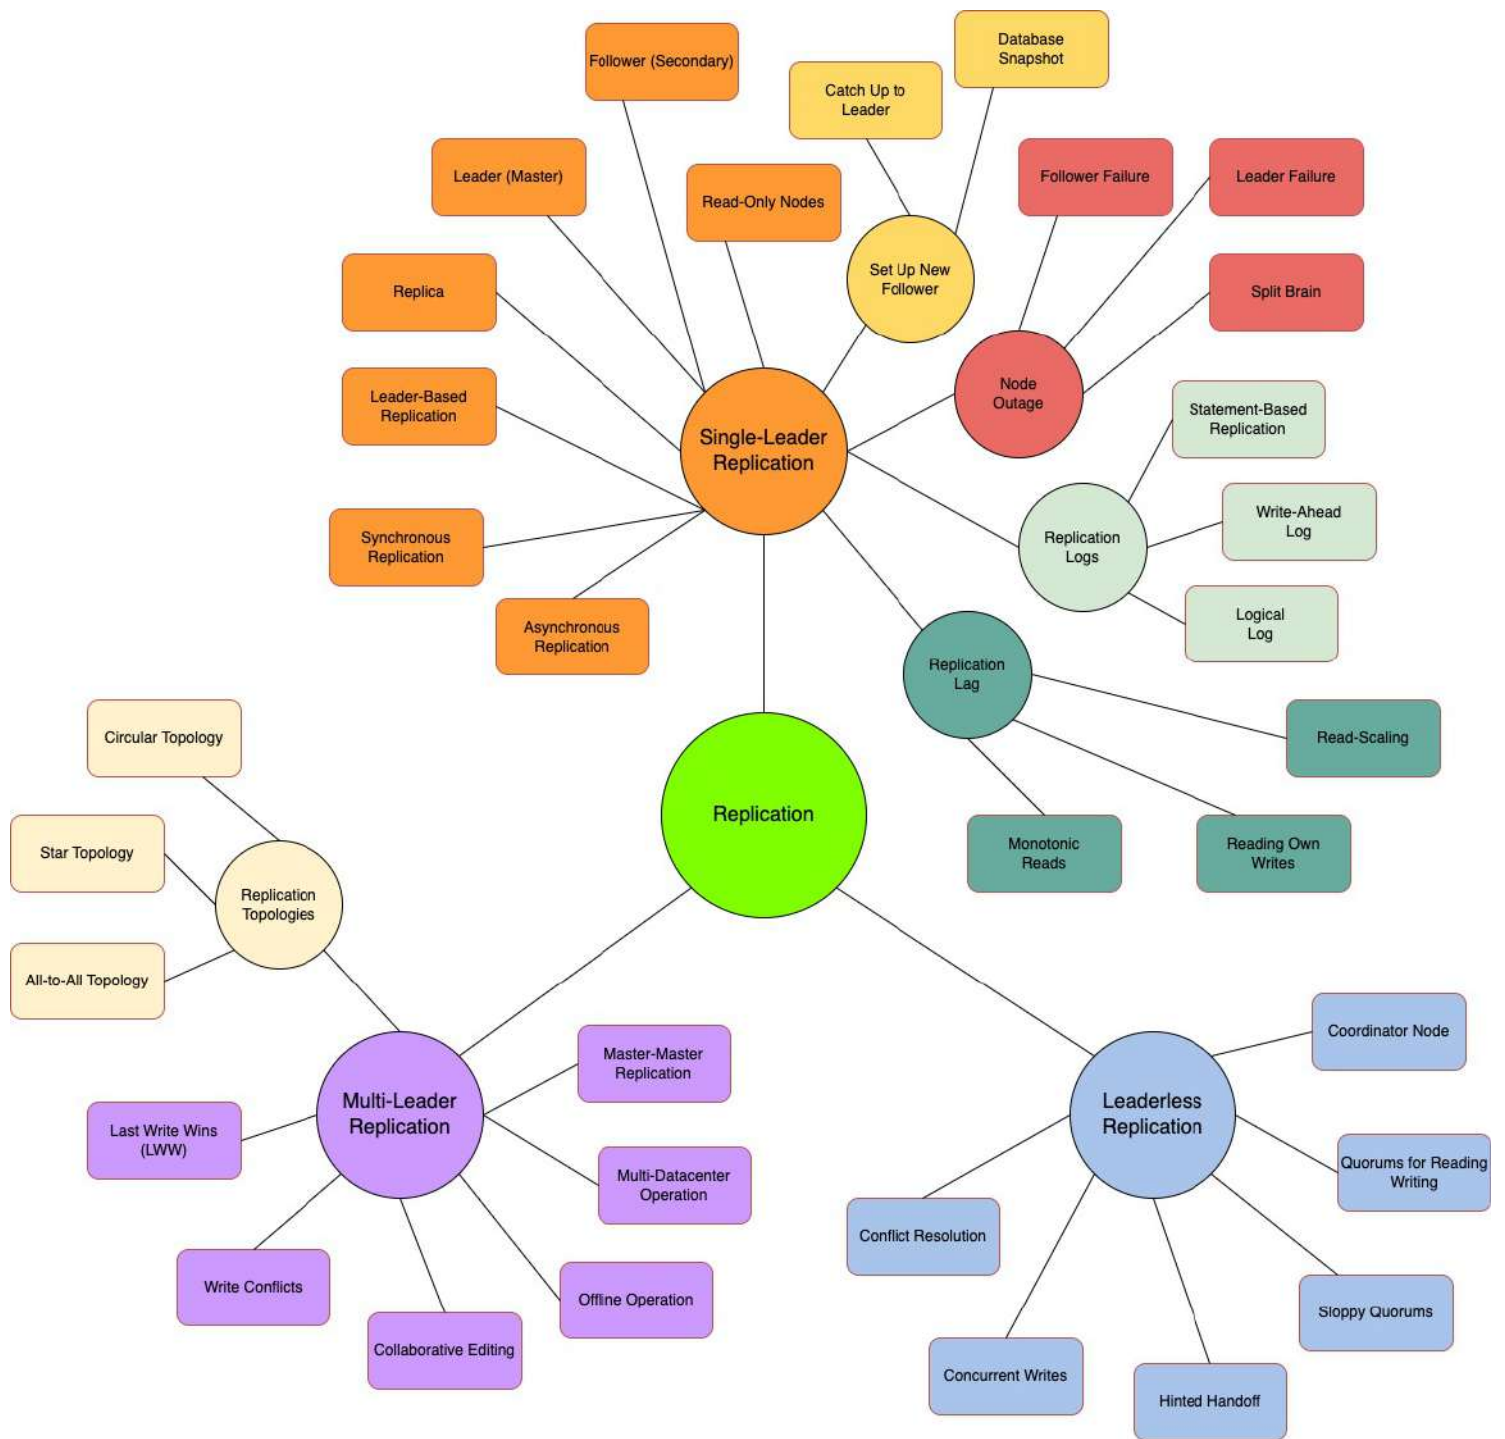 Database
Snapshot
Follower (Secondary)
Catch Up to
Leader
Leader (Master)
Read-Only Nodes
Follower Failure
Leader Failure
Replica
Set Up New
Follower
Split Brain
Leader-Based
Replication
Node
Outage
Statement-Based
Replication
Single-Leader
Replication
Synchronous
Replication
Replication
Logs
Write-Ahead
Log
Asynchronous
Replication
Logical
Log
Replication
Lag
Circular Topology
Read-Scaling
Replication
Star Topology
Monotonic
Reads
Reading Own
Writes
Replication
Topologies
All-to-All Topology
Master-Master
Replication
Coordinator Node
Multi-Leader
Replication
Leaderless
Replication
Last Write Wins
(LWW)
Multi-Datacenter
Operation
Quorums for Reading
Writing
Conflict Resolution
Write Conflicts
Offline Operation
Sloppy Quorums
Collaborative Editing
Concurrent Writes
Hinted Handoff